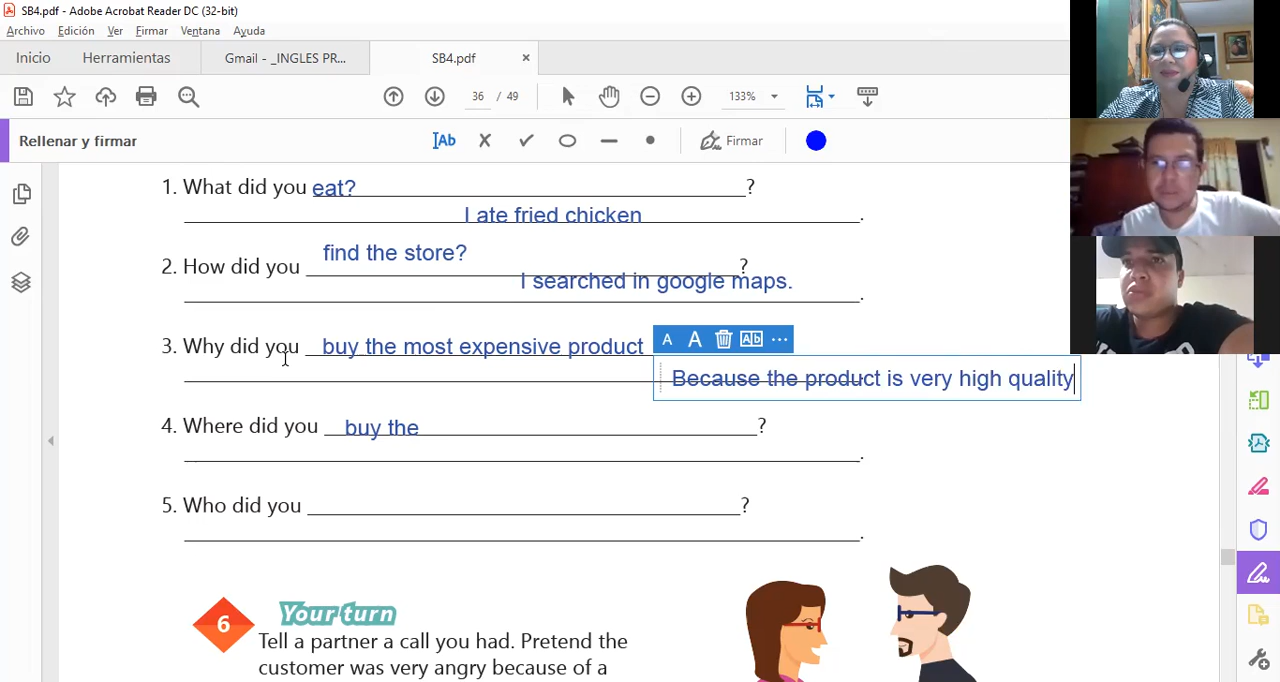 SB4.pdf - Adobe Acrobat Reader DC (32-bit)
Archivo Edición Ver Firmar Ventana Ayuda
Inicio Herramientas Gmail - _INGLES PR... SB4.pdf ×
36 / 49 133%
Rellenar y firmar Ab Firmar
1. What did you eat? ?
I ate fried chicken .
find the store?
2. How did you ?
I searched in google maps.
.
3. Why did you buy the most expensive product A A Ab ...
Because the product is very high quality
4. Where did you buy the ?
.
5. Who did you ?
.
6 Your turn
Tell a partner a call you had. Pretend the
customer was very angry because of a